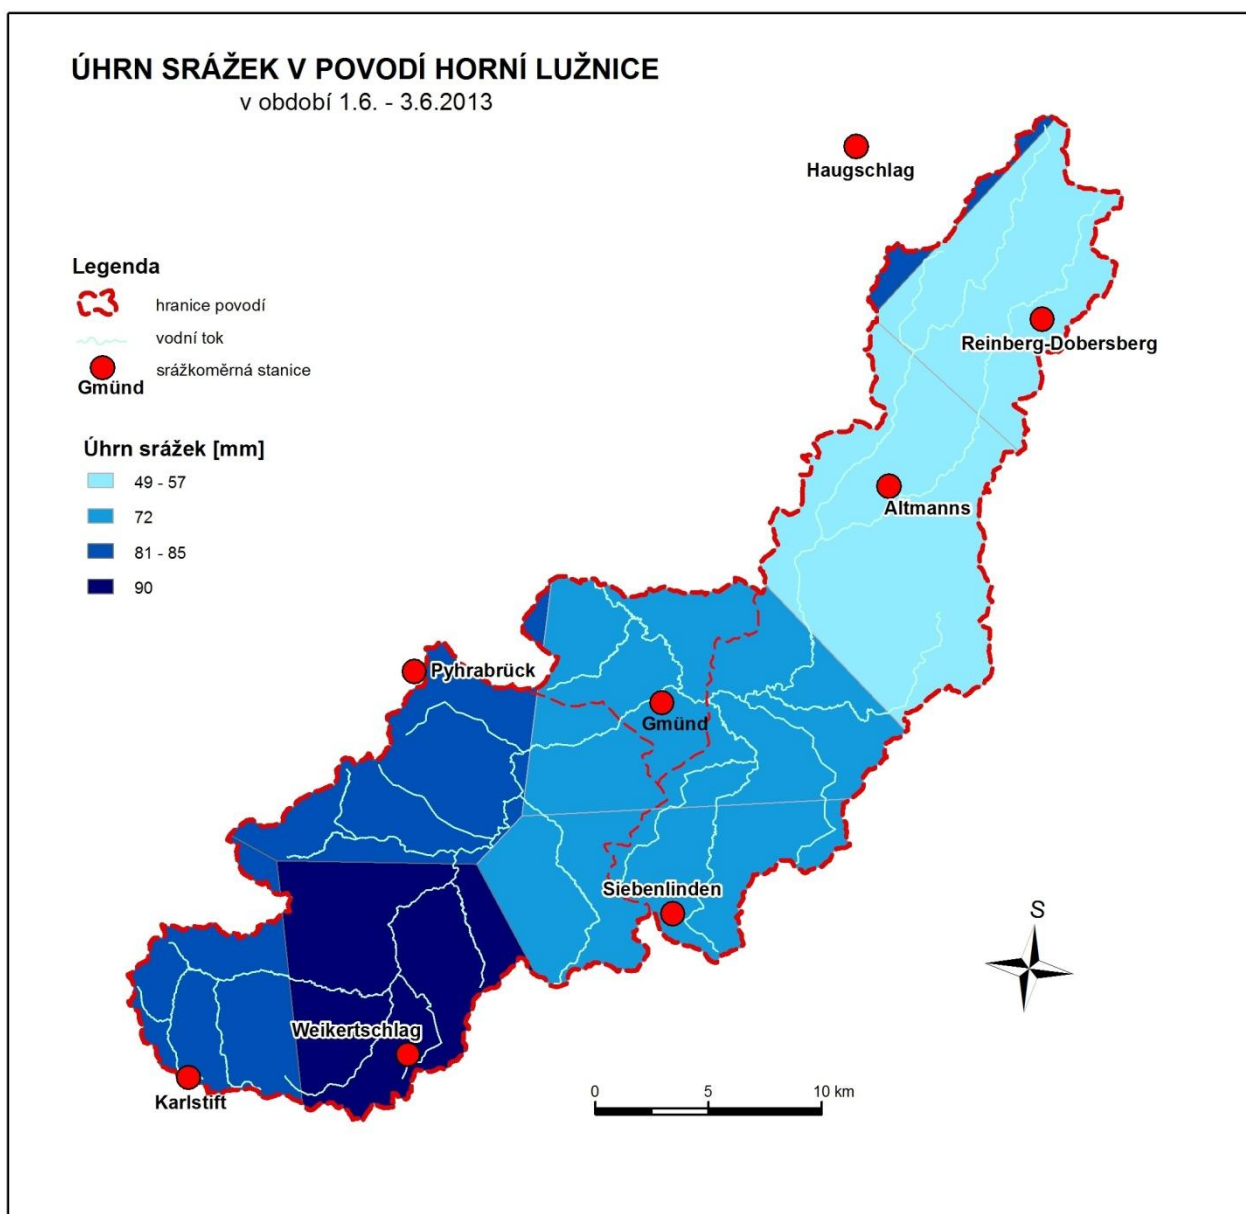 ÚHRN SRÁŽEK V POVODÍ HORNÍ LUŽNICE
v období 1.6. - 3.6.2013
Haugschlag
Legenda
hranice povodí
vodní tok
srážkoměrná stanice
Gmünd
Reinberg-Dobersberg
Úhrn srážek [mm]
49 - 57
72
81 - 85
90
Altmanns
Pyhrabrück
Gmünd
Siebenlinden
S
Weikertschlag
Karlstift
0 5 10 km